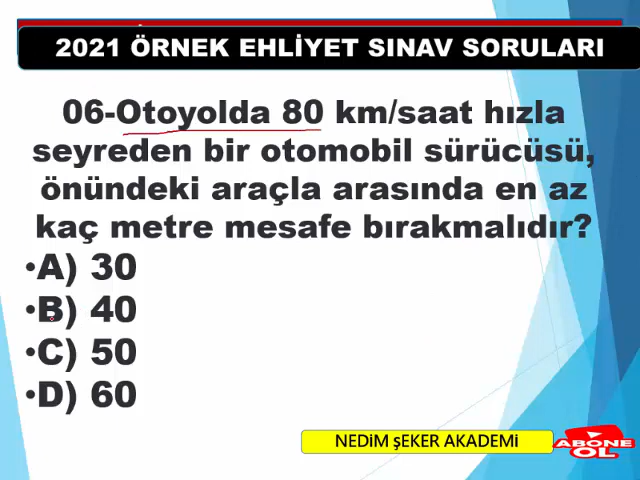 2021 ÖRNEK EHLİYET SINAV SORULARI
06-Otoyolda 80 km/saat hızla
seyreden bir otomobil sürücüsü,
önündeki araçla arasında en az
kaç metre mesafe bırakmalıdır?
•A) 30
•B) 40
•C) 50
•D) 60
NEDİM ŞEKER AKADEMİ
ABONE
OL